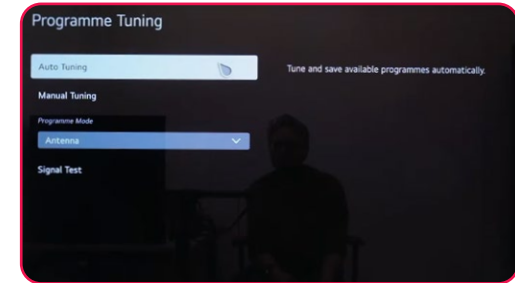 Programme Tuning
Auto Tuning
Tune and save available programmes automatically.
Manual Tuning
Programme Mode
Antenna
Signal Test